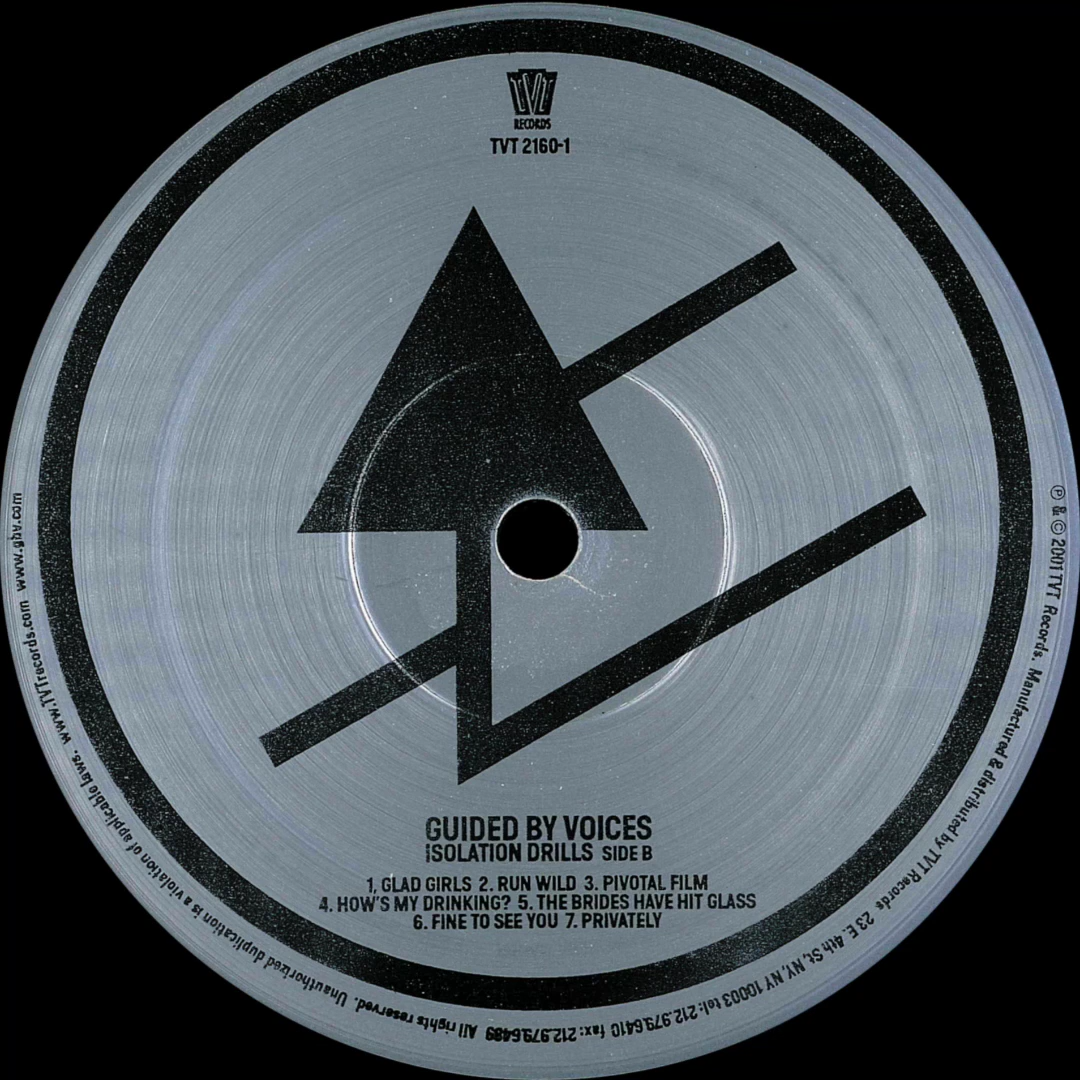 TVT
RECORDS
TVT 2160-1
GUIDED BY VOICES
ISOLATION DRILLS SIDE B
1, GLAD GIRLS 2. RUN WILD 3. PIVOTAL FILM
4. HOW'S MY DRINKING? 5. THE BRIDES HAVE HIT GLASS
6. FINE TO SEE YOU 7. PRIVATELY
℗ & © 2001 TVT Records. Manufactured & distributed by TVT Records 23 E. 4th St, NY, NY 10003 tel: 212.979.6410 fax: 212.979.6489 All rights reserved. Unauthorized duplication is a violation of applicable laws. www.TVTrecords.com www.gbv.com